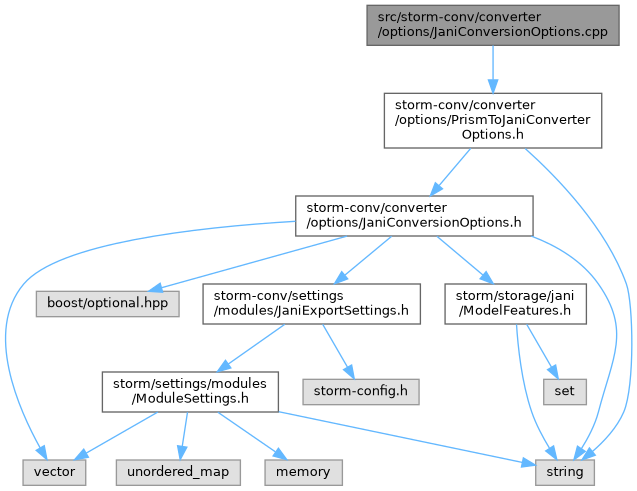 src/storm-conv/converter
/options/JaniConversionOptions.cpp
storm-conv/converter
/options/PrismToJaniConverter
Options.h
storm-conv/converter
/options/JaniConversionOptions.h
boost/optional.hpp
storm-conv/settings
/modules/JaniExportSettings.h
storm/storage/jani
/ModelFeatures.h
storm/settings/modules
/ModuleSettings.h
storm-config.h
set
vector
unordered_map
memory
string